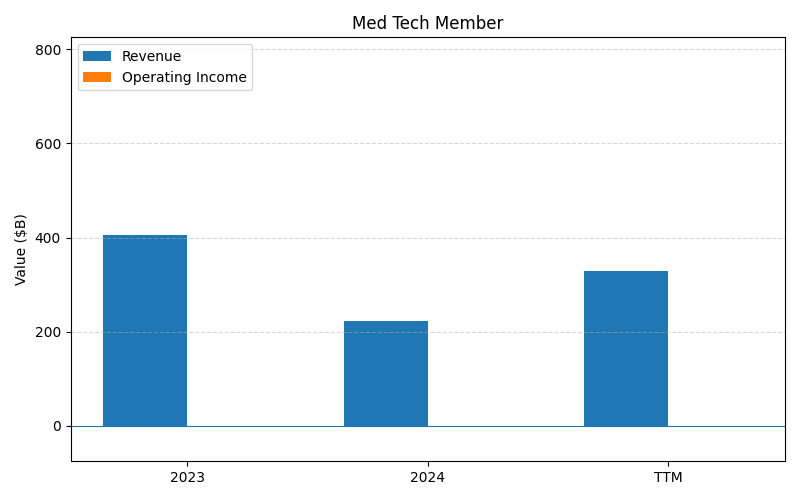 Med Tech Member
Revenue
Operating Income
Value ($B)
800
600
400
200
0
2023
2024
TTM